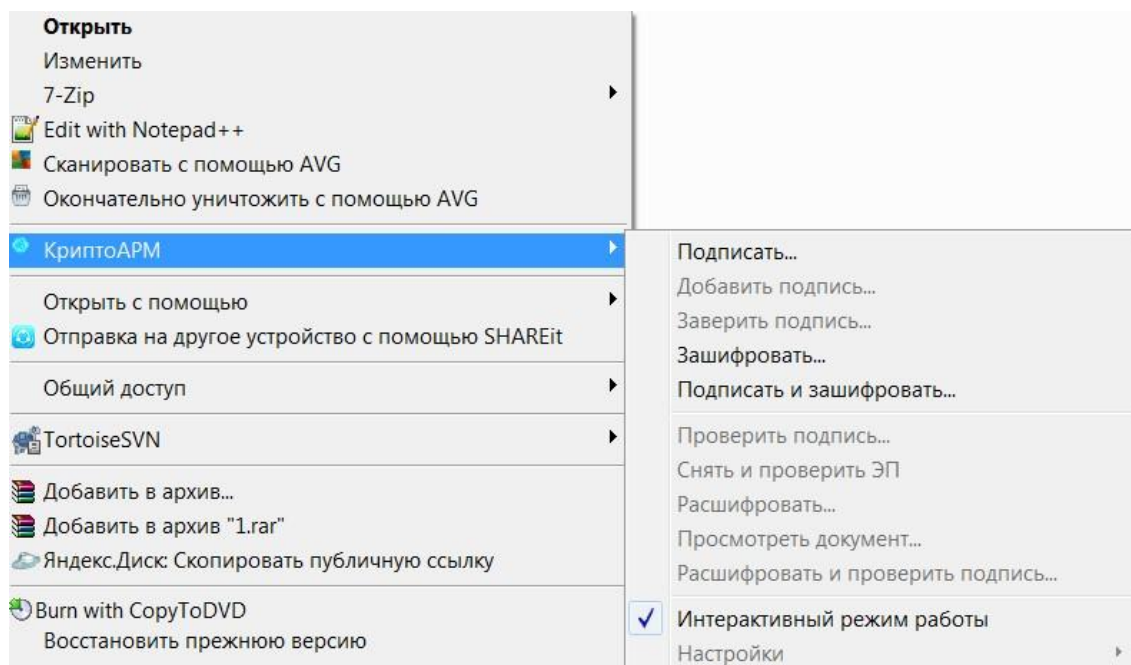 Открыть
Изменить
7-Zip
Edit with Notepad++
Сканировать с помощью AVG
Окончательно уничтожить с помощью AVG
КриптоАРМ
Открыть с помощью
Отправка на другое устройство с помощью SHAREit
Общий доступ
TortoiseSVN
Добавить в архив...
Добавить в архив "1.rar"
Яндекс.Диск: Скопировать публичную ссылку
Burn with CopyToDVD
Восстановить прежнюю версию
Подписать...
Добавить подпись...
Заверить подпись...
Зашифровать...
Подписать и зашифровать...
Проверить подпись...
Снять и проверить ЭП
Расшифровать...
Просмотреть документ...
Расшифровать и проверить подпись...
Интерактивный режим работы
Настройки